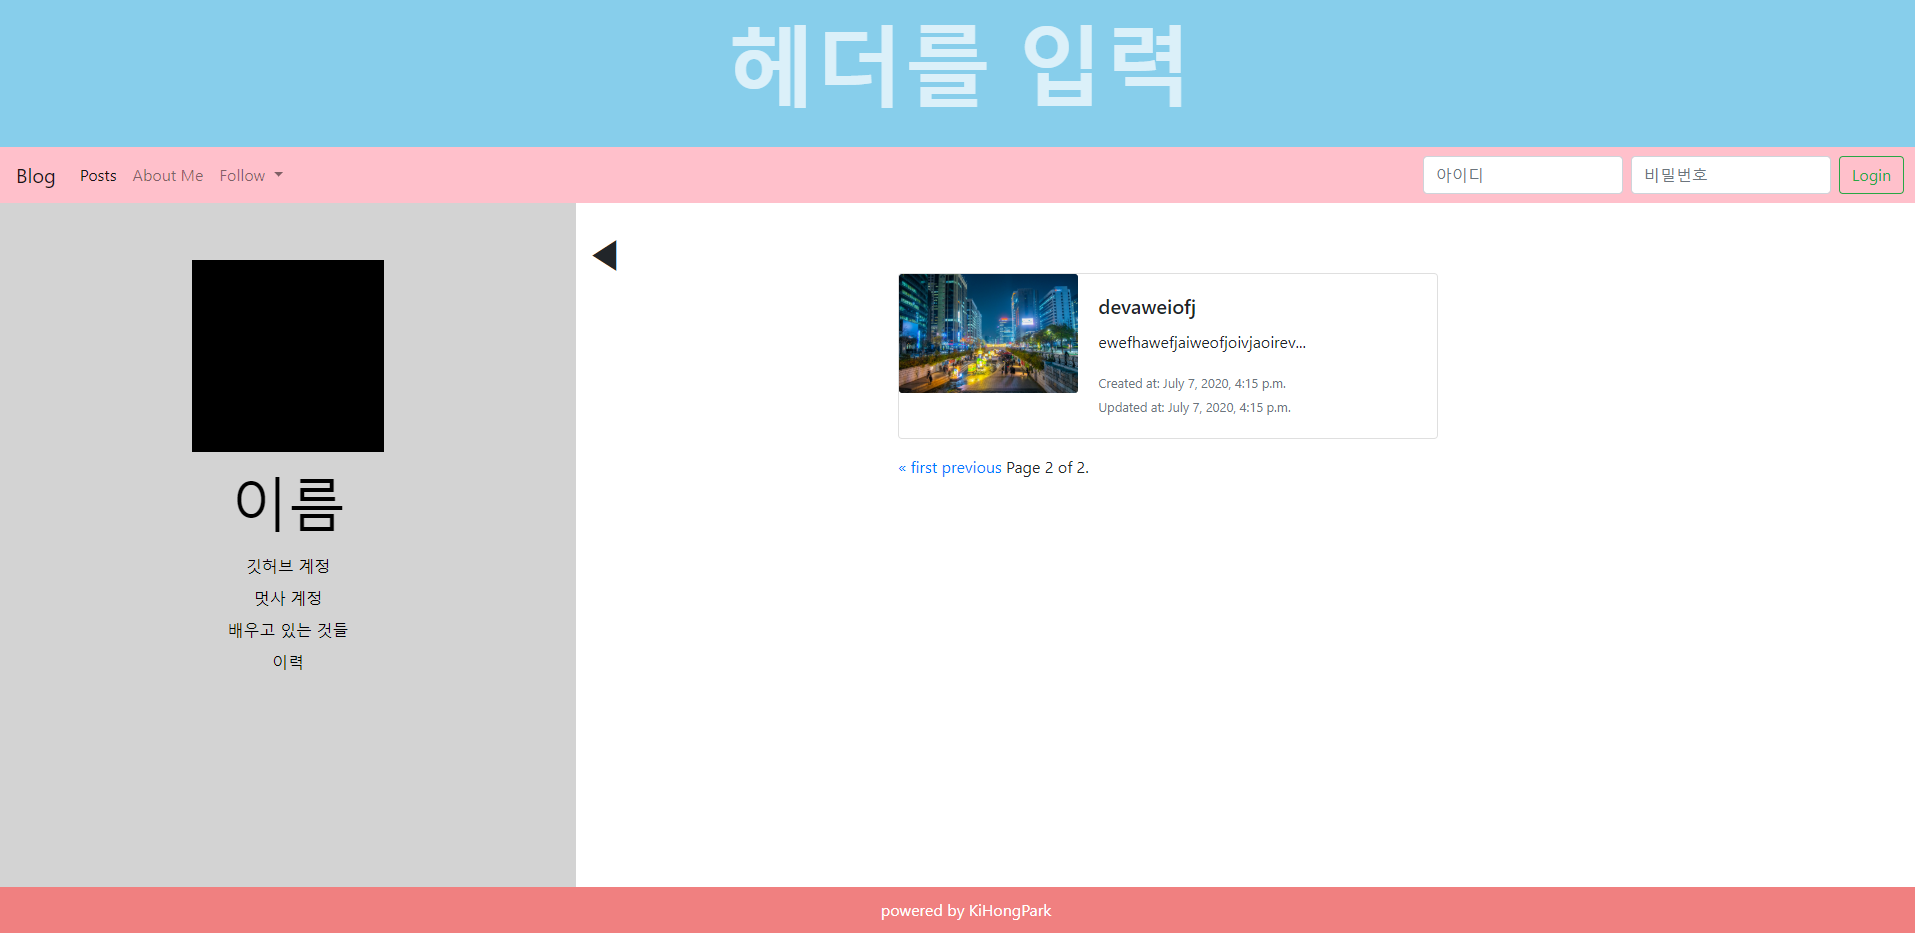 헤더를 입력
Blog Posts About Me Follow 아이디 비밀번호 Login
이름
깃허브 계정
멋사 계정
배우고 있는 것들
이력
devaweiofj
ewefhawefjaiweofjoivjaoirev...
Created at: July 7, 2020, 4:15 p.m.
Updated at: July 7, 2020, 4:15 p.m.
« first previous Page 2 of 2.
powered by KiHongPark